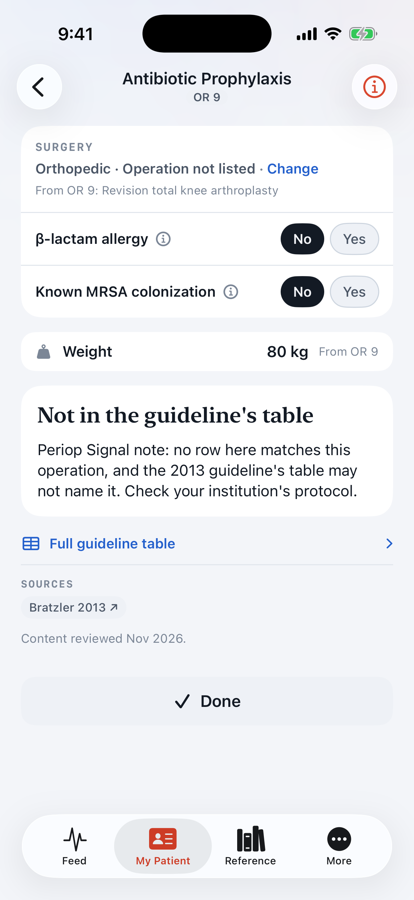 9:41
Antibiotic Prophylaxis
OR 9
SURGERY
Orthopedic · Operation not listed · Change
From OR 9: Revision total knee arthroplasty
β-lactam allergy No Yes
Known MRSA colonization No Yes
Weight 80 kg From OR 9
Not in the guideline's table
Periop Signal note: no row here matches this
operation, and the 2013 guideline's table may
not name it. Check your institution's protocol.
Full guideline table
SOURCES
Bratzler 2013 ↗
Content reviewed Nov 2026.
Done
Feed My Patient Reference More